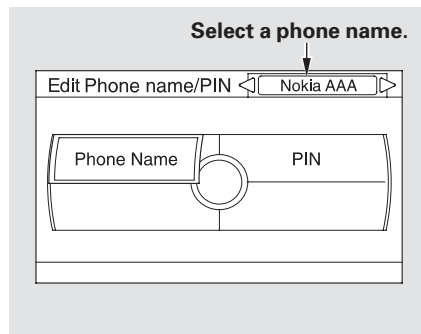 Select a phone name.
Edit Phone name/PIN Nokia AAA
Phone Name PIN